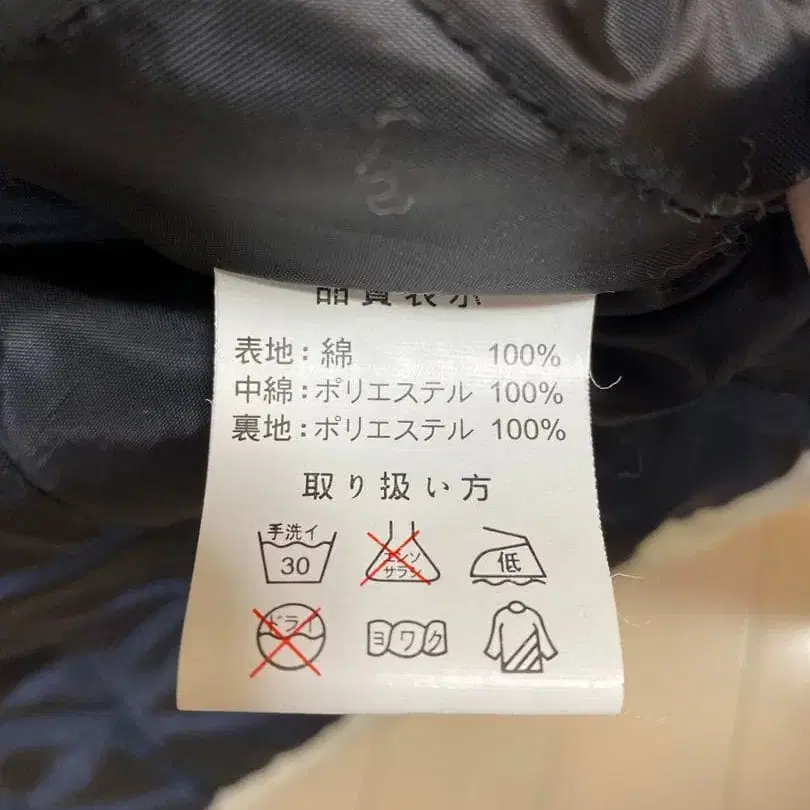 品質表示
表地：綿 100%
中綿：ポリエステル 100%
裏地：ポリエステル 100%
取り扱い方
手洗イ
30
エンソ
サラシ
低
ドライ
ヨワク